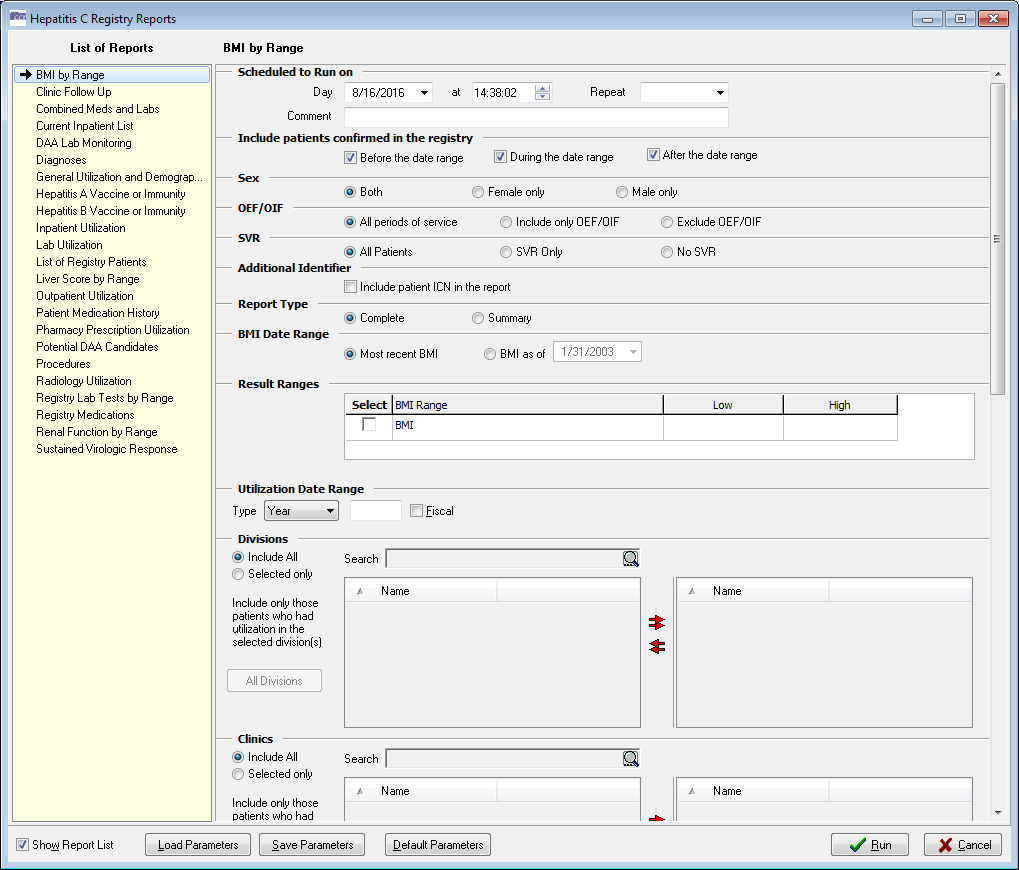 Hepatitis C Registry Reports
List of Reports
BMI by Range
BMI by Range
Clinic Follow Up
Combined Meds and Labs
Current Inpatient List
DAA Lab Monitoring
Diagnoses
General Utilization and Demograp...
Hepatitis A Vaccine or Immunity
Hepatitis B Vaccine or Immunity
Inpatient Utilization
Lab Utilization
List of Registry Patients
Liver Score by Range
Outpatient Utilization
Patient Medication History
Pharmacy Prescription Utilization
Potential DAA Candidates
Procedures
Radiology Utilization
Registry Lab Tests by Range
Registry Medications
Renal Function by Range
Sustained Virologic Response
Scheduled to Run on
Day 8/16/2016 at 14:38:02 Repeat
Comment
Include patients confirmed in the registry
Before the date range During the date range After the date range
Sex
Both Female only Male only
OEF/OIF
All periods of service Include only OEF/OIF Exclude OEF/OIF
SVR
All Patients SVR Only No SVR
Additional Identifier
Include patient ICN in the report
Report Type
Complete Summary
BMI Date Range
Most recent BMI BMI as of 1/31/2003
Result Ranges
Select BMI Range Low High
BMI
Utilization Date Range
Type Year Fiscal
Divisions
Include All
Selected only
Search
Name Name
Include only those
patients who had
utilization in the
selected division(s)
All Divisions
Clinics
Include All
Selected only
Search
Name Name
Include only those
patients who had
Show Report List Load Parameters Save Parameters Default Parameters Run Cancel